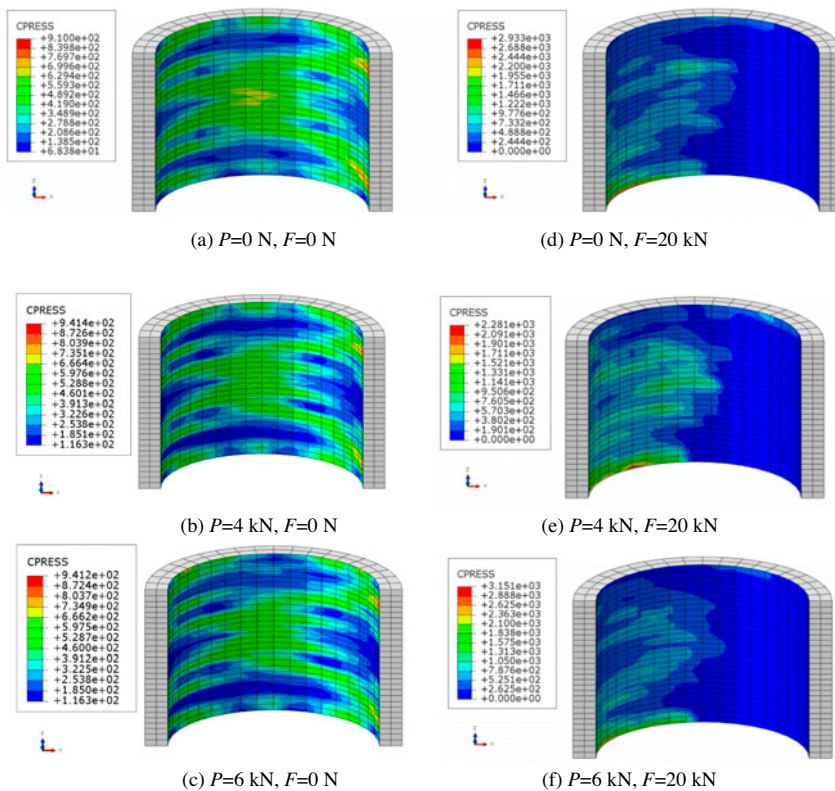 CPRESS
+9.100e+02
+8.398e+02
+7.697e+02
+6.996e+02
+6.294e+02
+5.593e+02
+4.892e+02
+4.190e+02
+3.489e+02
+2.788e+02
+2.086e+02
+1.385e+02
+6.838e+01
Z
X
(a) P=0 N, F=0 N
CPRESS
+2.933e+03
+2.688e+03
+2.444e+03
+2.200e+03
+1.955e+03
+1.711e+03
+1.466e+03
+1.222e+03
+9.776e+02
+7.332e+02
+4.888e+02
+2.444e+02
+0.000e+00
Z
X
(d) P=0 N, F=20 kN
CPRESS
+9.414e+02
+8.726e+02
+8.039e+02
+7.351e+02
+6.664e+02
+5.976e+02
+5.288e+02
+4.601e+02
+3.913e+02
+3.226e+02
+2.538e+02
+1.851e+02
+1.163e+02
Z
X
(b) P=4 kN, F=0 N
CPRESS
+2.281e+03
+2.091e+03
+1.901e+03
+1.711e+03
+1.521e+03
+1.331e+03
+1.141e+03
+9.506e+02
+7.605e+02
+5.703e+02
+3.802e+02
+1.901e+02
+0.000e+00
Z
X
(e) P=4 kN, F=20 kN
CPRESS
+9.412e+02
+8.724e+02
+8.037e+02
+7.349e+02
+6.662e+02
+5.975e+02
+5.287e+02
+4.600e+02
+3.912e+02
+3.225e+02
+2.538e+02
+1.850e+02
+1.163e+02
Z
X
(c) P=6 kN, F=0 N
CPRESS
+3.151e+03
+2.888e+03
+2.625e+03
+2.363e+03
+2.100e+03
+1.838e+03
+1.575e+03
+1.313e+03
+1.050e+03
+7.876e+02
+5.251e+02
+2.625e+02
+0.000e+00
Z
X
(f) P=6 kN, F=20 kN